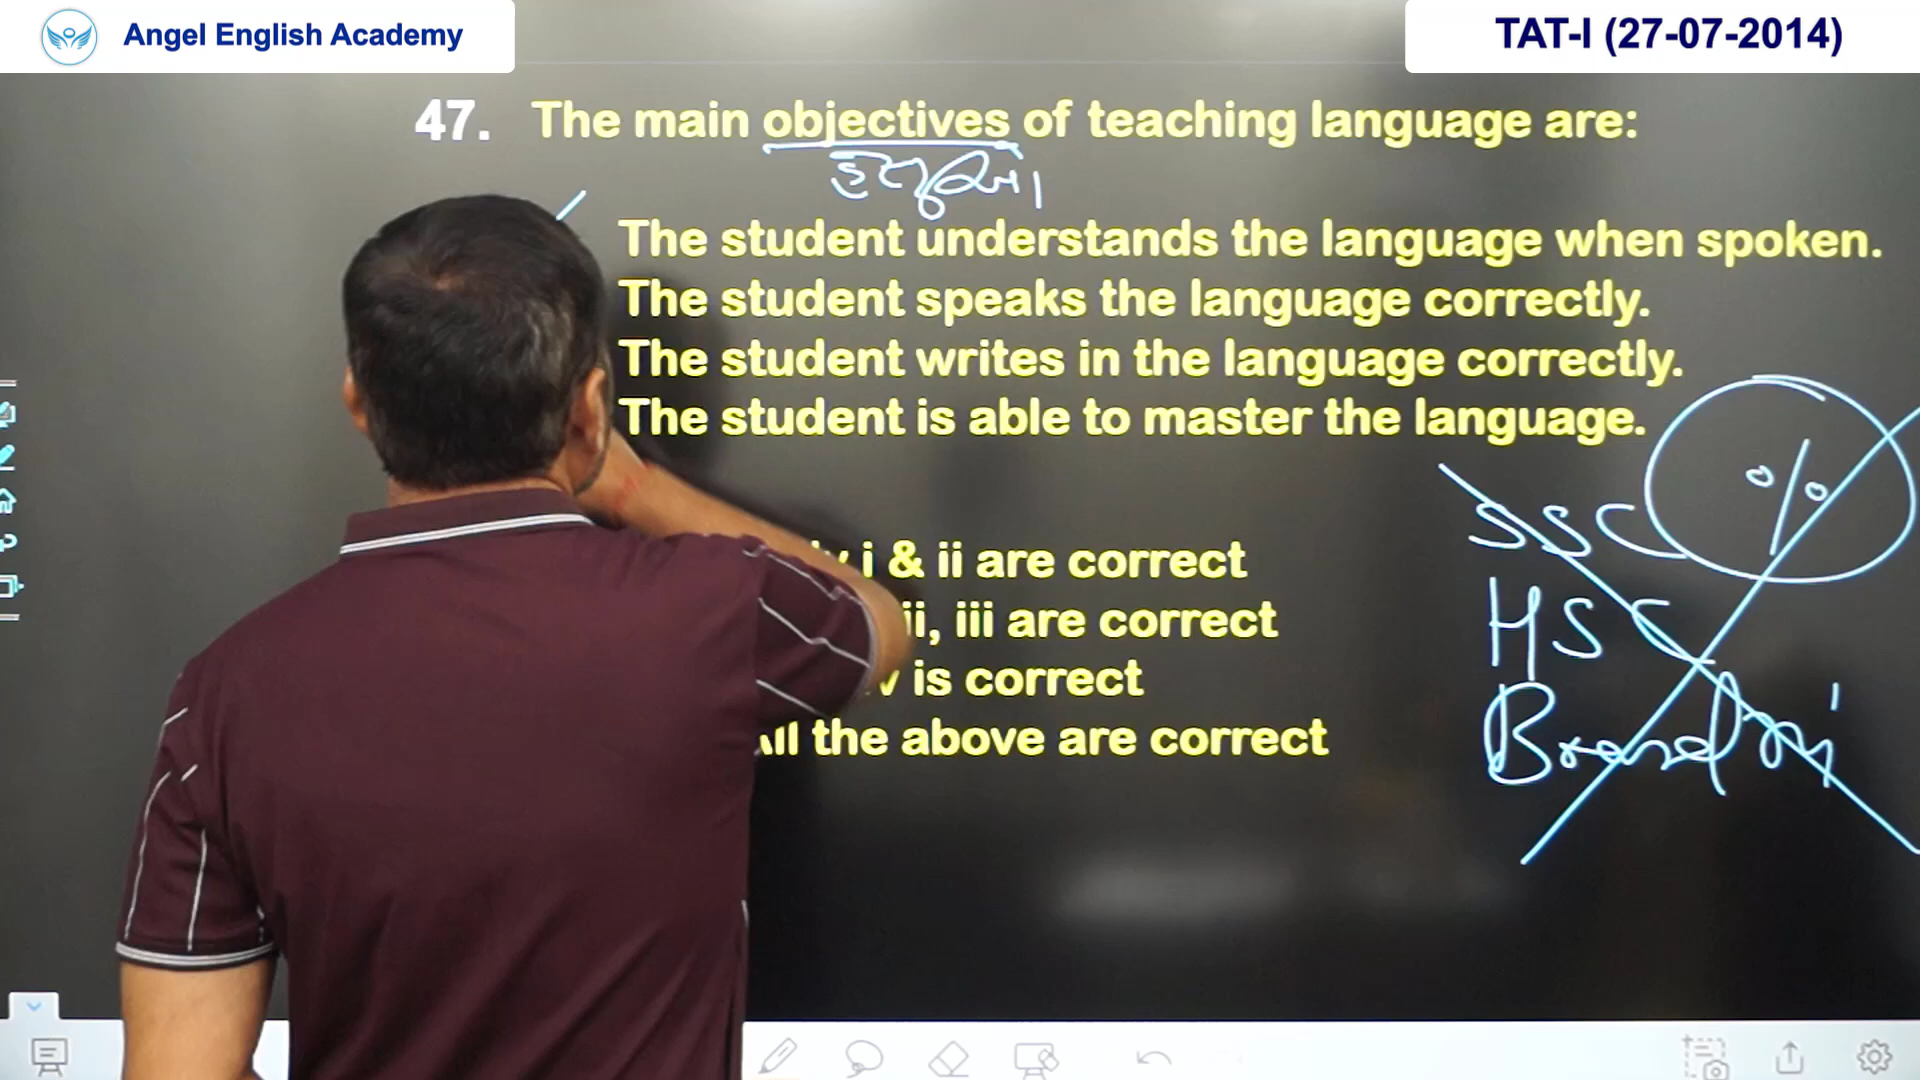 Angel English Academy
TAT-I (27-07-2014)
47. The main objectives of teaching language are:
The student understands the language when spoken.
The student speaks the language correctly.
The student writes in the language correctly.
The student is able to master the language.
i & ii are correct
ii, iii are correct
is correct
All the above are correct
SSC
HSC